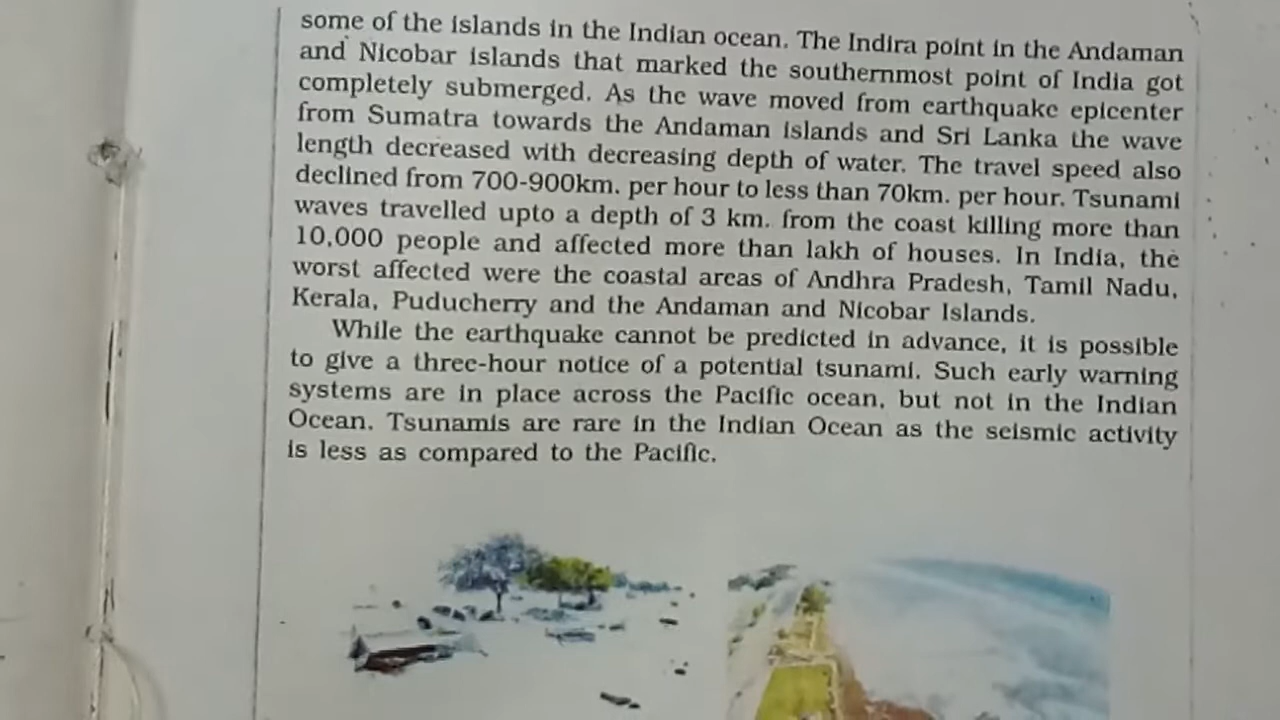 some of the islands in the Indian ocean. The Indira point in the Andaman
and Nicobar islands that marked the southernmost point of India got
completely submerged. As the wave moved from earthquake epicenter
from Sumatra towards the Andaman islands and Sri Lanka the wave
length decreased with decreasing depth of water. The travel speed also
declined from 700-900km. per hour to less than 70km. per hour. Tsunami
waves travelled upto a depth of 3 km. from the coast killing more than
10,000 people and affected more than lakh of houses. In India, the
worst affected were the coastal areas of Andhra Pradesh, Tamil Nadu,
Kerala, Puducherry and the Andaman and Nicobar Islands.
While the earthquake cannot be predicted in advance, it is possible
to give a three-hour notice of a potential tsunami. Such early warning
systems are in place across the Pacific ocean, but not in the Indian
Ocean. Tsunamis are rare in the Indian Ocean as the seismic activity
is less as compared to the Pacific.